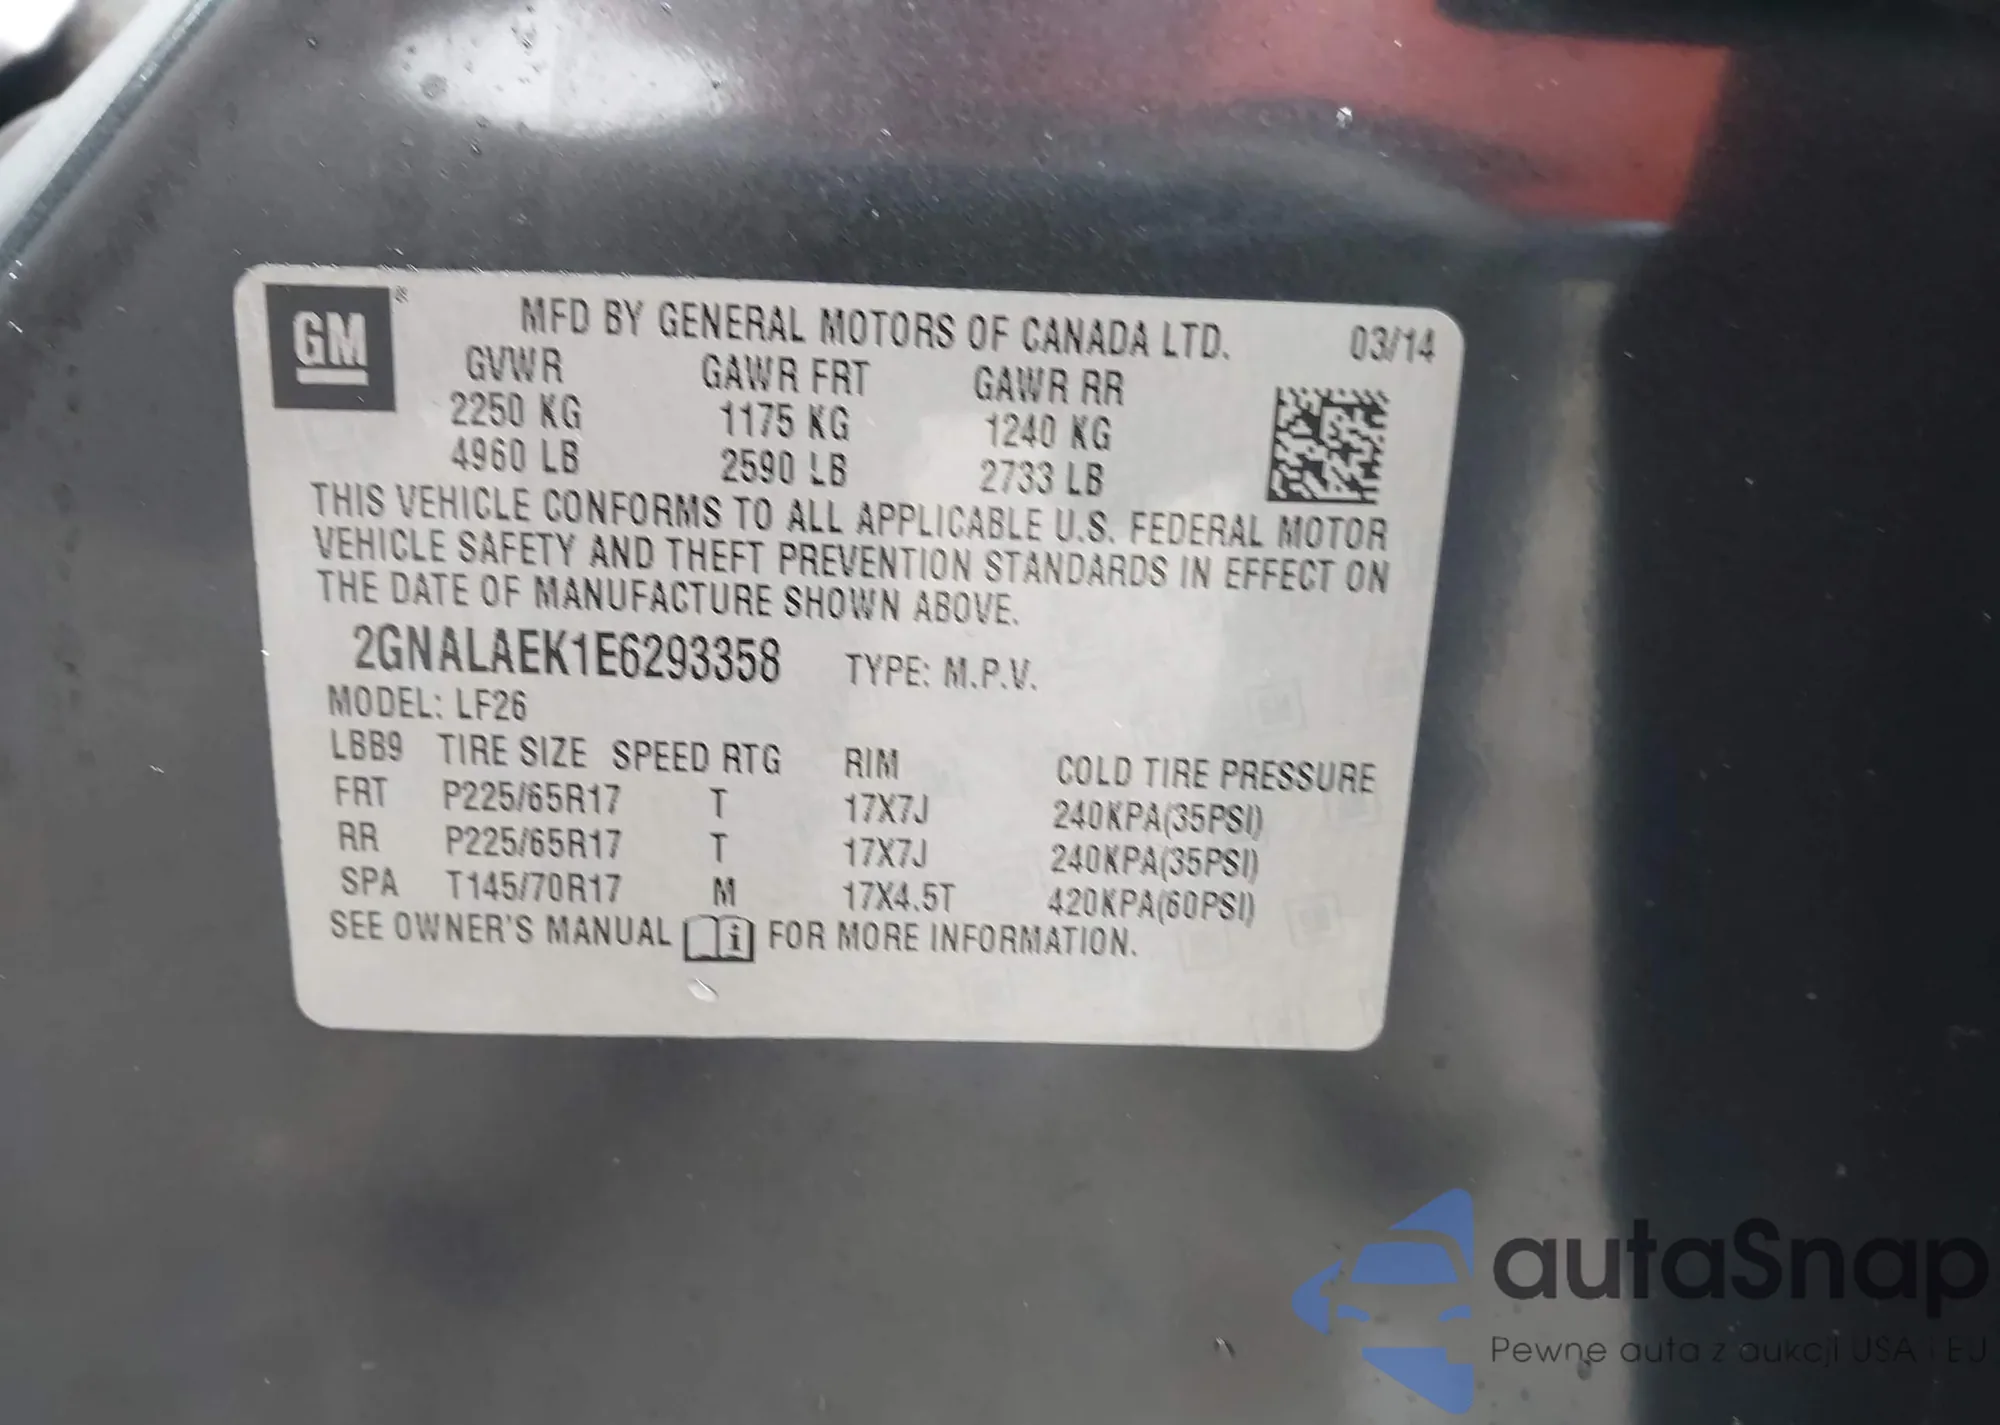 GM ®
MFD BY GENERAL MOTORS OF CANADA LTD. 03/14
GVWR GAWR FRT GAWR RR
2250 KG 1175 KG 1240 KG
4960 LB 2590 LB 2733 LB
THIS VEHICLE CONFORMS TO ALL APPLICABLE U.S. FEDERAL MOTOR
VEHICLE SAFETY AND THEFT PREVENTION STANDARDS IN EFFECT ON
THE DATE OF MANUFACTURE SHOWN ABOVE.
2GNALAEK1E6293358 TYPE: M.P.V.
MODEL: LF26
LBB9 TIRE SIZE SPEED RTG RIM COLD TIRE PRESSURE
FRT P225/65R17 T 17X7J 240KPA(35PSI)
RR P225/65R17 T 17X7J 240KPA(35PSI)
SPA T145/70R17 M 17X4.5T 420KPA(60PSI)
SEE OWNER'S MANUAL i FOR MORE INFORMATION.
autaSnap
Pewne auta z aukcji USA i EU